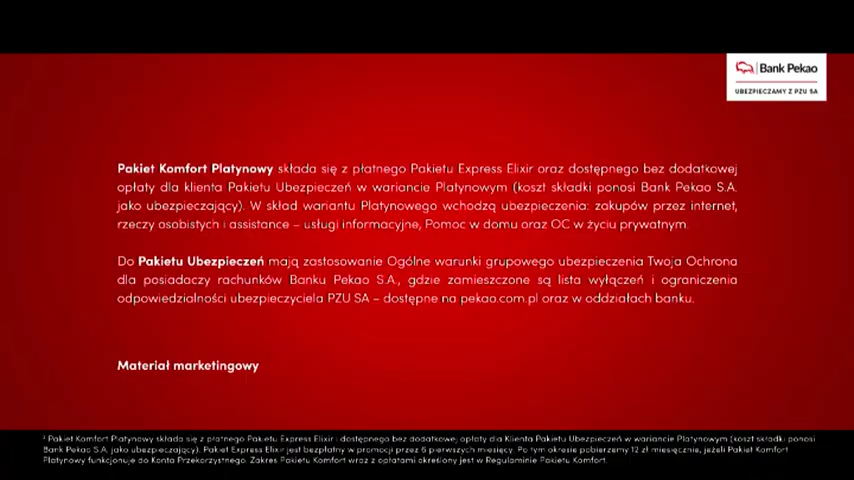 Bank Pekao
UBEZPIECZAMY Z PZU SA
Pakiet Komfort Platynowy składa się z płatnego Pakietu Express Elixir oraz dostępnego bez dodatkowej
opłaty dla klienta Pakietu Ubezpieczeń w wariancie Platynowym (koszt składki ponosi Bank Pekao S.A.
jako ubezpieczający). W skład wariantu Platynowego wchodzą ubezpieczenia: zakupów przez internet,
rzeczy osobistych i assistance – usługi informacyjne, Pomoc w domu oraz OC w życiu prywatnym.
Do Pakietu Ubezpieczeń mają zastosowanie Ogólne warunki grupowego ubezpieczenia Twoja Ochrona
dla posiadaczy rachunków Banku Pekao S.A., gdzie zamieszczone są lista wyłączeń i ograniczenia
odpowiedzialności ubezpieczyciela PZU SA – dostępne na pekao.com.pl oraz w oddziałach banku.
Materiał marketingowy
¹ Pakiet Komfort Platynowy składa się z płatnego Pakietu Express Elixir i dostępnego bez dodatkowej opłaty dla Klienta Pakietu Ubezpieczeń w wariancie Platynowym (koszt składki ponosi
Bank Pekao S.A. jako ubezpieczający). Pakiet Express Elixir jest bezpłatny w promocji przez 6 pierwszych miesięcy. Po tym okresie pobierzemy 12 zł miesięcznie, jeżeli Pakiet Komfort
Platynowy funkcjonuje do Konta Przekorzystnego. Zakres Pakietu Komfort wraz z opłatami określony jest w Regulaminie Pakietu Komfort.